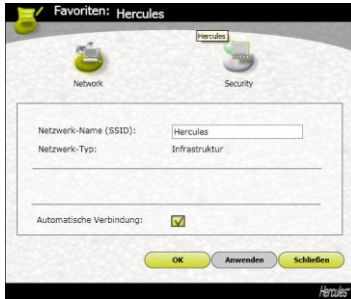 Favoriten: Hercules
Hercules
Network
Security
Netzwerk-Name (SSID):
Hercules
Netzwerk-Typ:
Infrastruktur
Automatische Verbindung:
OK
Anwenden
Schließen
Hercules